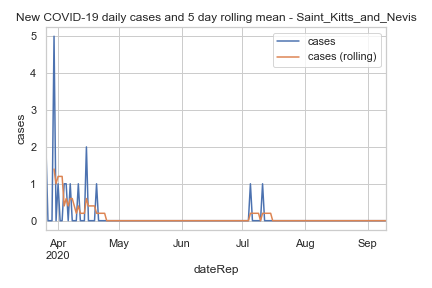 New COVID-19 daily cases and 5 day rolling mean - Saint_Kitts_and_Nevis
cases
cases (rolling)
5
4
3
2
1
0
cases
Apr May Jun Jul Aug Sep
2020
dateRep